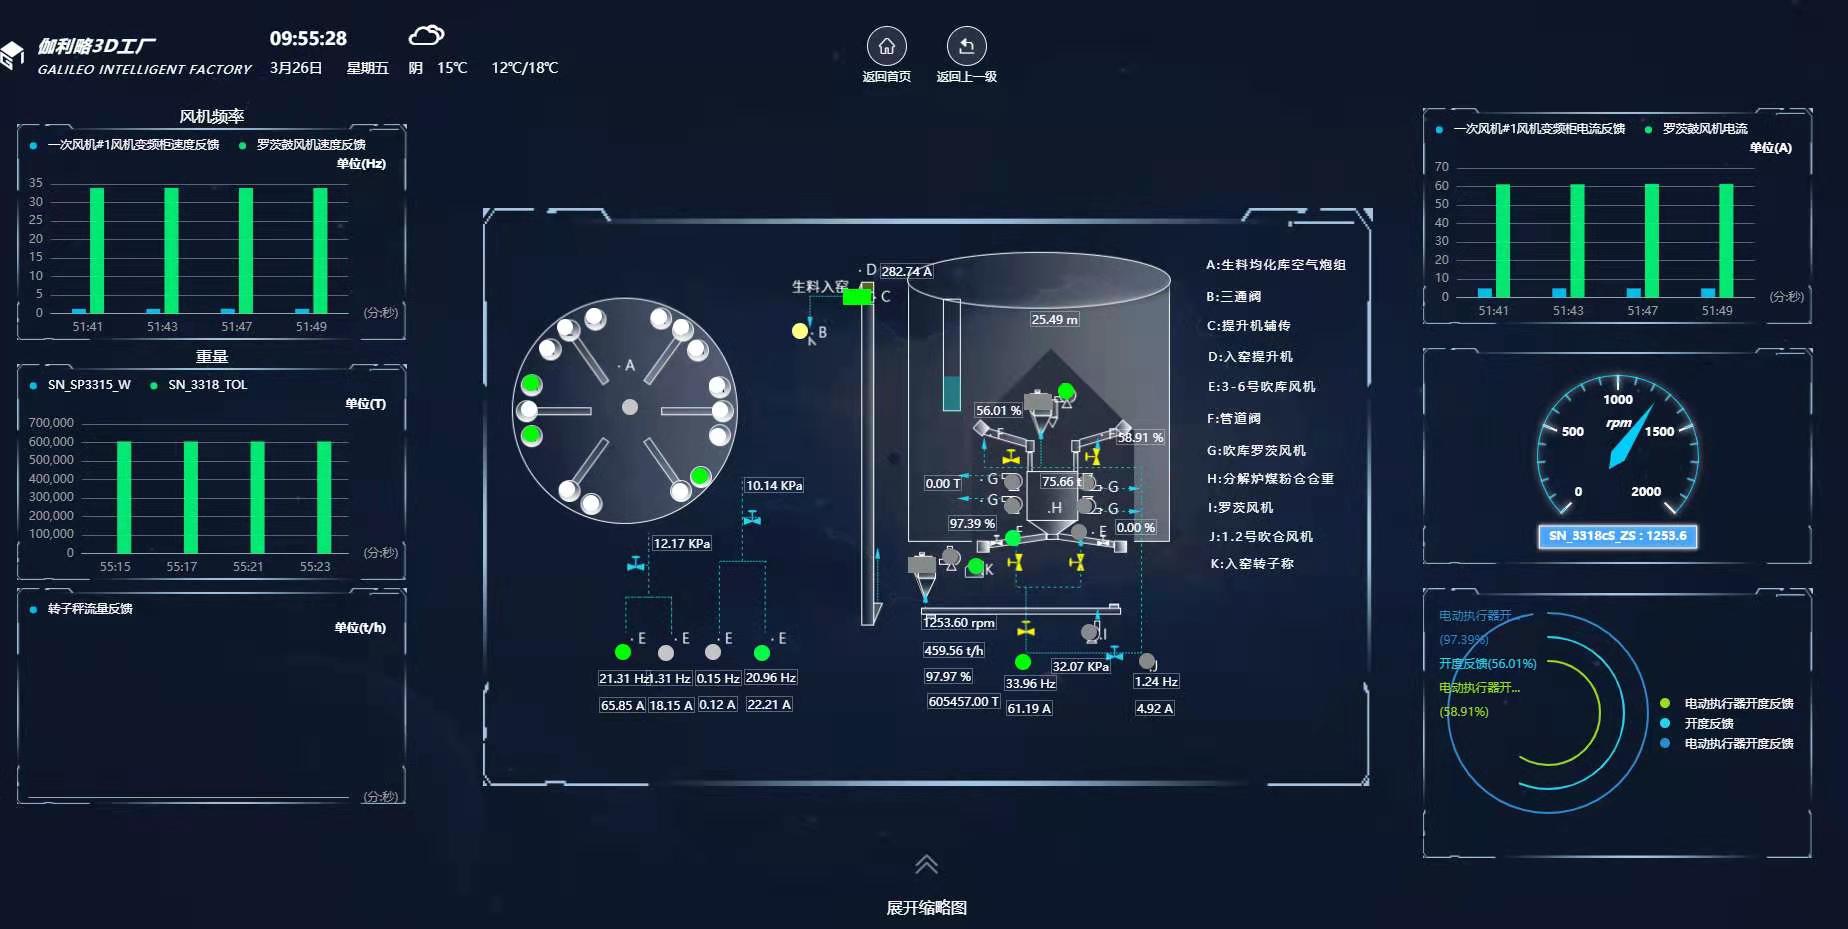 伽利略3D工厂
GALILEO INTELLIGENT FACTORY
09:55:28
3月26日 星期五 阴 15℃ 12℃/18℃
返回首页 返回上一级
风机频率
一次风机#1风机变频柜速度反馈 罗茨鼓风机速度反馈
单位(Hz)
35
30
25
20
15
10
5
0
51:41 51:43 51:47 51:49
(分:秒)
重量
SN_SP3315_W SN_3318_TOL
单位(T)
700,000
600,000
500,000
400,000
300,000
200,000
100,000
0
55:15 55:17 55:21 55:23
(分:秒)
转子秤流量反馈
单位(t/h)
(分:秒)
A
生料入窑
D 282.74 A
C
B
K
25.49 m
56.01 %
F
F
58.91 %
0.00 T
G
G
75.66 t
G
G
H
97.39 %
E
E
0.00 %
K
10.14 KPa
12.17 KPa
E E E E
21.31 Hz 1.31 Hz 0.15 Hz 20.96 Hz
65.85 A 18.15 A 0.12 A 22.21 A
1253.60 rpm
459.56 t/h
97.97 %
605457.00 T
I
32.07 KPa
J
33.96 Hz
61.19 A
1.24 Hz
4.92 A
A:生料均化库空气炮组
B:三通阀
C:提升机辅传
D:入窑提升机
E:3-6号吹库风机
F:管道阀
G:吹库罗茨风机
H:分解炉煤粉仓仓重
I:罗茨风机
J:1.2号吹仓风机
K:入窑转子称
一次风机#1风机变频柜电流反馈 罗茨鼓风机电流
单位(A)
70
60
50
40
30
20
10
0
51:41 51:43 51:47 51:49
(分:秒)
0
500
1000
1500
2000
rpm
SN_3318cS_ZS : 1253.6
电动执行器开...
(97.39%)
开度反馈(56.01%)
电动执行器开...
(58.91%)
电动执行器开度反馈
开度反馈
电动执行器开度反馈
展开缩略图